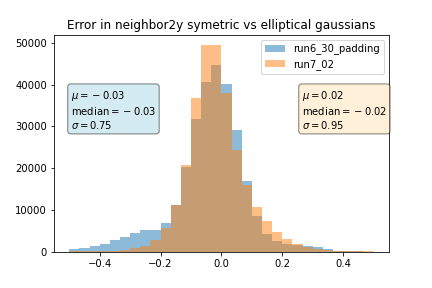 Error in neighbor2y symetric vs elliptical gaussians
run6_30_padding
run7_02
μ = −0.03
median = −0.03
σ = 0.75
μ = 0.02
median = −0.02
σ = 0.95
50000
40000
30000
20000
10000
0
−0.4 −0.2 0.0 0.2 0.4